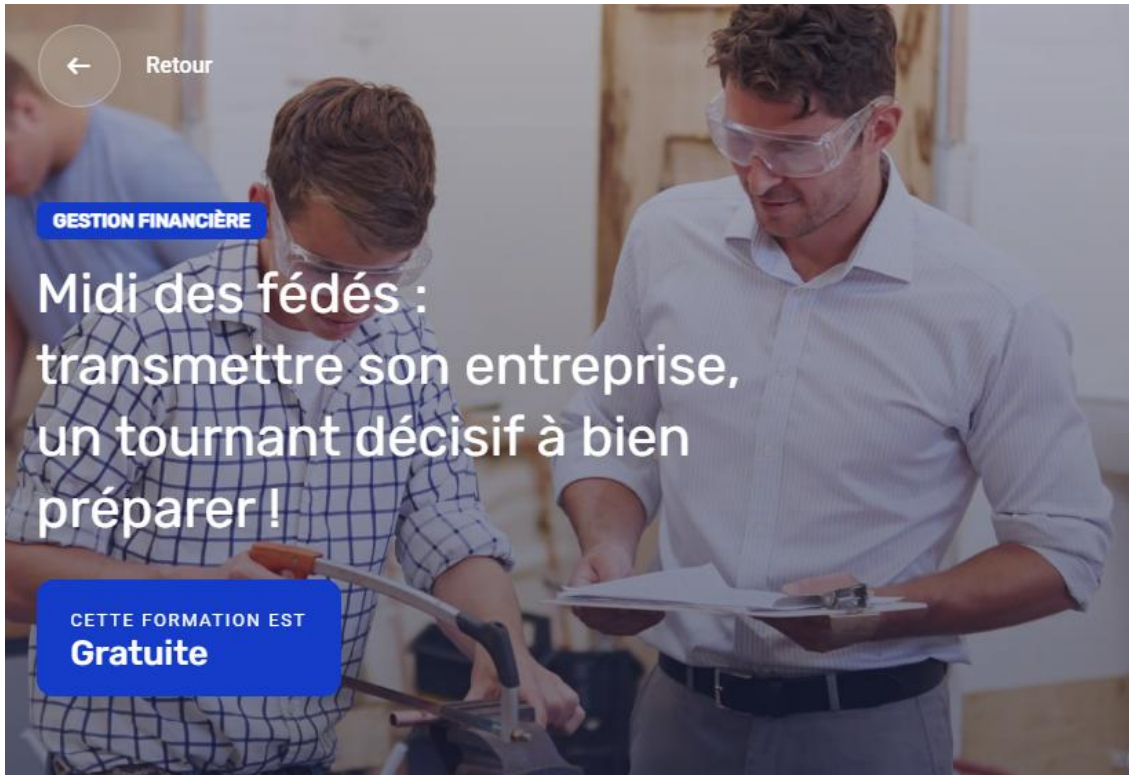 Retour
GESTION FINANCIÈRE
Midi des fédés :
transmettre son entreprise,
un tournant décisif à bien
préparer !
CETTE FORMATION EST
Gratuite